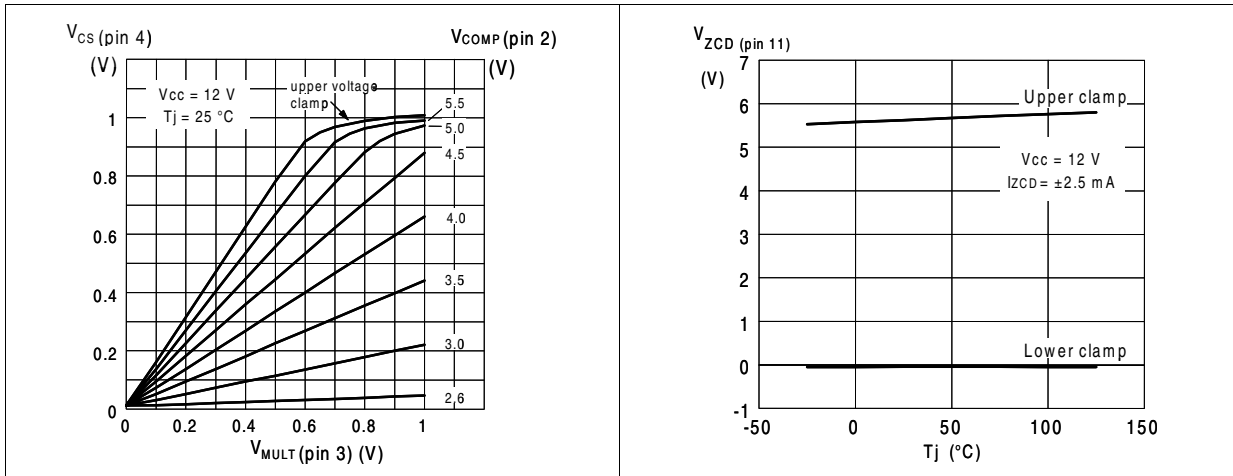 VCS (pin 4)
(V)
VCOMP (pin 2)
(V)
Vcc = 12 V
Tj = 25 °C
upper voltage
clamp
1
0.8
0.6
0.4
0.2
0
5.5
5.0
4.5
4.0
3.5
3.0
2,6
0 0.2 0.4 0.6 0.8 1
VMULT (pin 3) (V)
VZCD (pin 11)
(V)
7
6
5
4
3
2
1
0
-1
Upper clamp
Vcc = 12 V
IZCD = ±2.5 mA
Lower clamp
-50 0 50 100 150
Tj (°C)